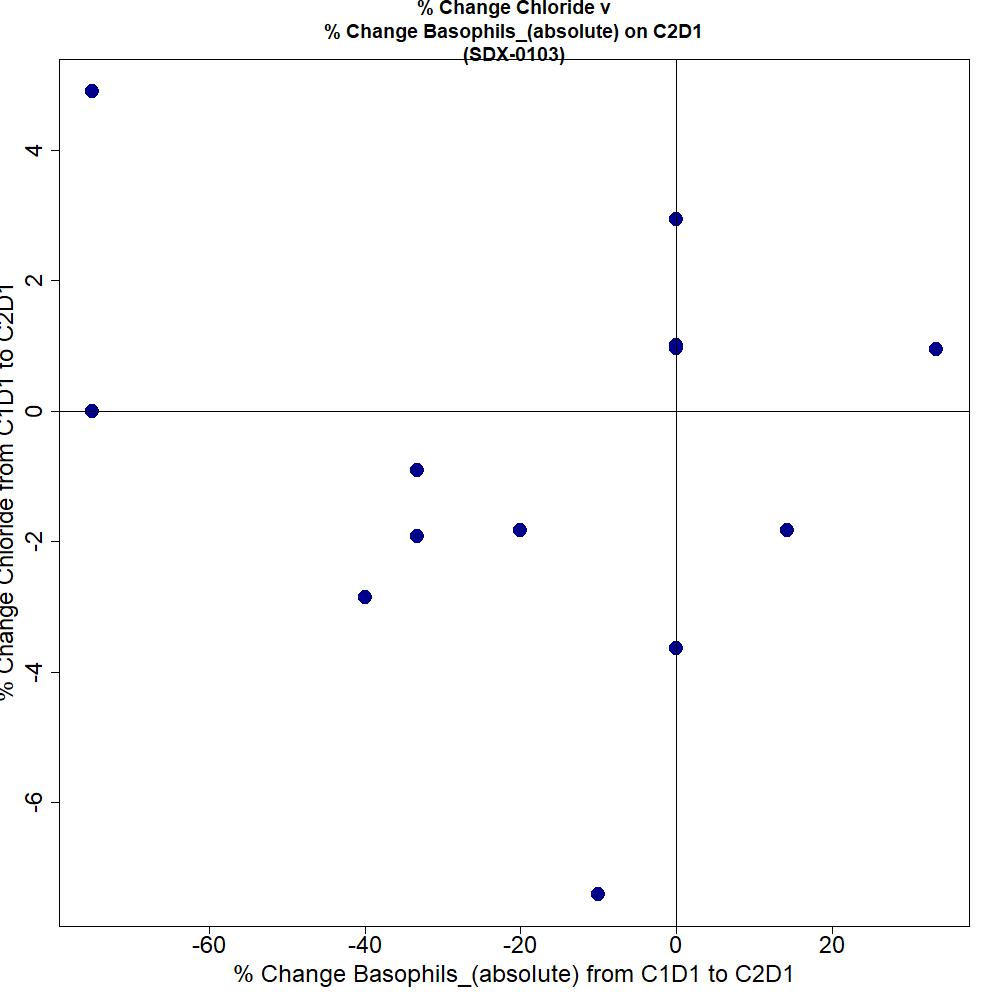 % Change Chloride v
% Change Basophils_(absolute) on C2D1
(SDX-0103)
% Change Chloride from C1D1 to C2D1
4
2
0
-2
-4
-6
-60
-40
-20
0
20
% Change Basophils_(absolute) from C1D1 to C2D1